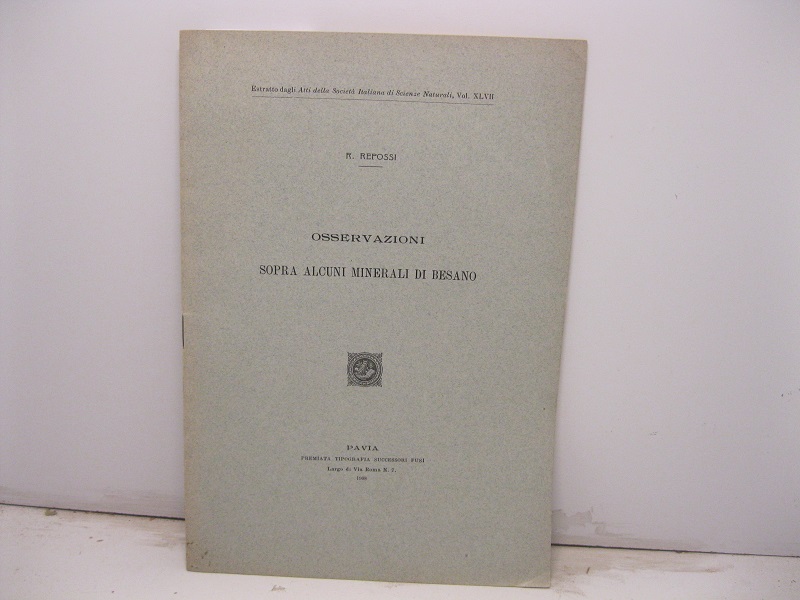 Estratto dagli Atti della Società Italiana di Scienze Naturali, Vol. XLVII
R. REPOSSI
OSSERVAZIONI
SOPRA ALCUNI MINERALI DI BESANO
PAVIA
PREMIATA TIPOGRAFIA SUCCESSORI FUSI
Largo di Via Roma N. 7.